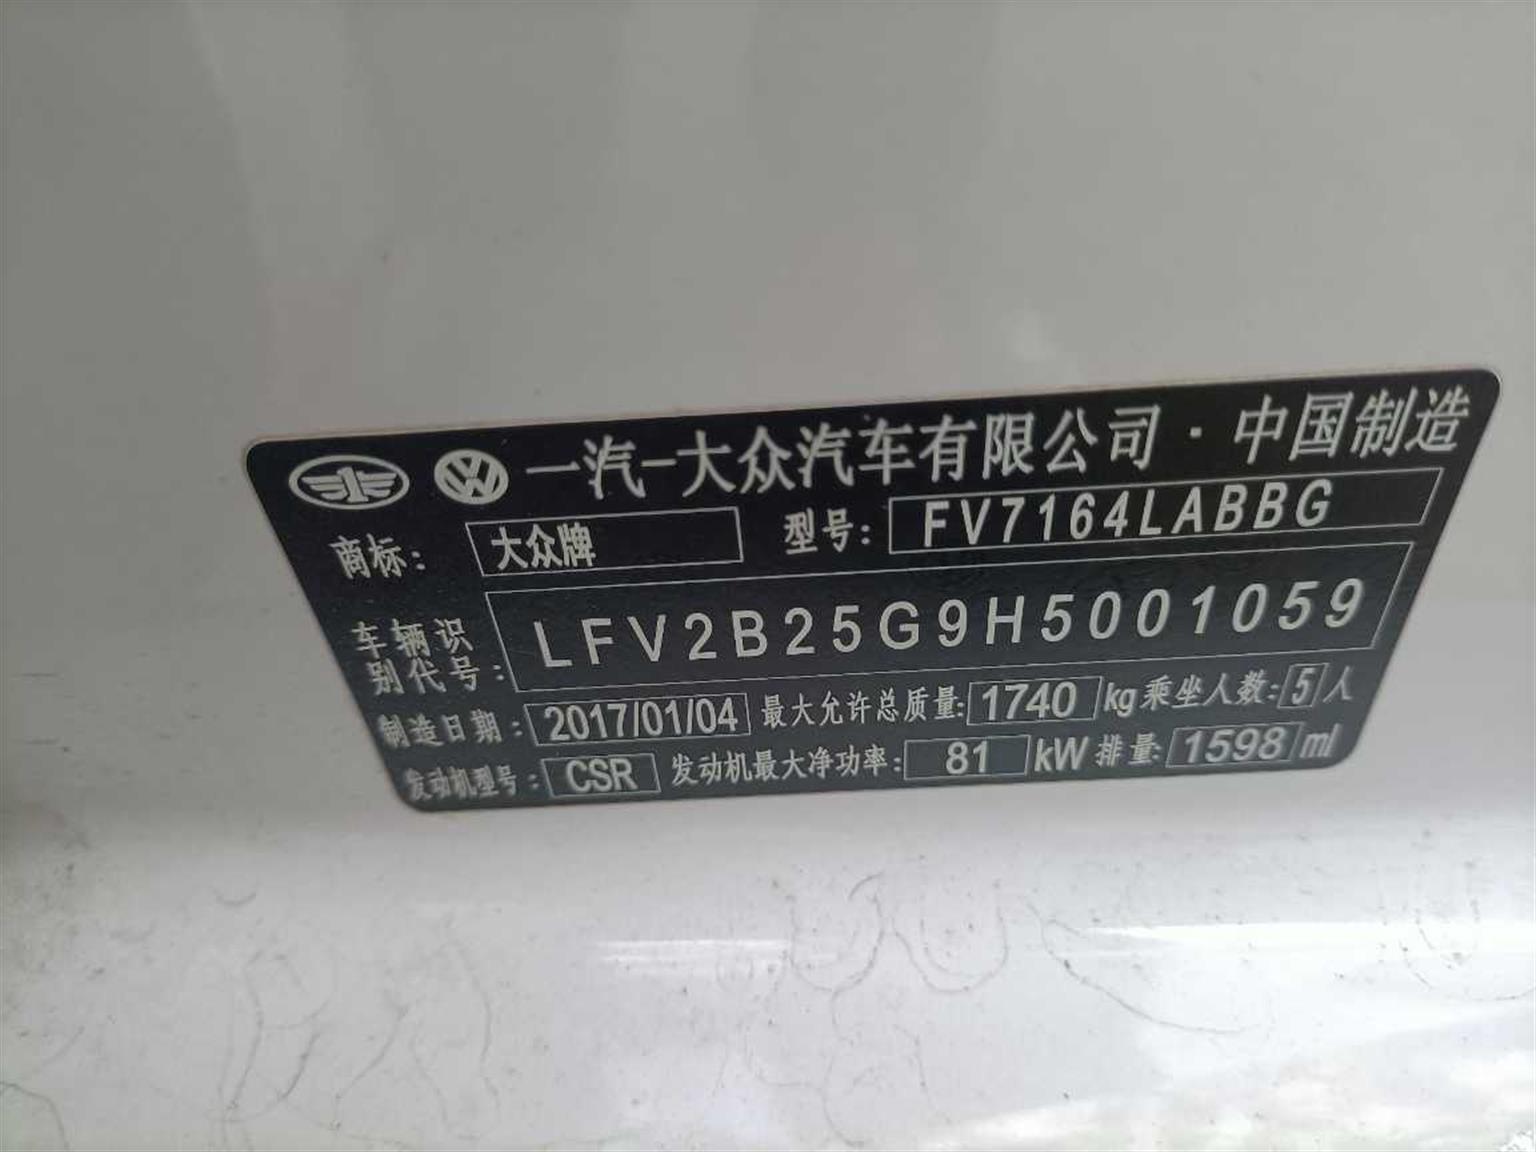 一汽-大众汽车有限公司·中国制造
商标: 大众牌 型号: FV7164LABBG
车辆识别代号: LFV2B25G9H5001059
制造日期: 2017/01/04 最大允许总质量: 1740 kg 乘坐人数: 5 人
发动机型号: CSR 发动机最大净功率: 81 kW 排量: 1598 ml